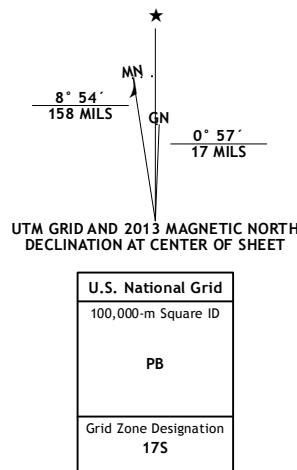 ★
MN
8° 54´
158 MILS
GN
0° 57´
17 MILS
UTM GRID AND 2013 MAGNETIC NORTH
DECLINATION AT CENTER OF SHEET
U.S. National Grid
100,000-m Square ID
PB
Grid Zone Designation
17S